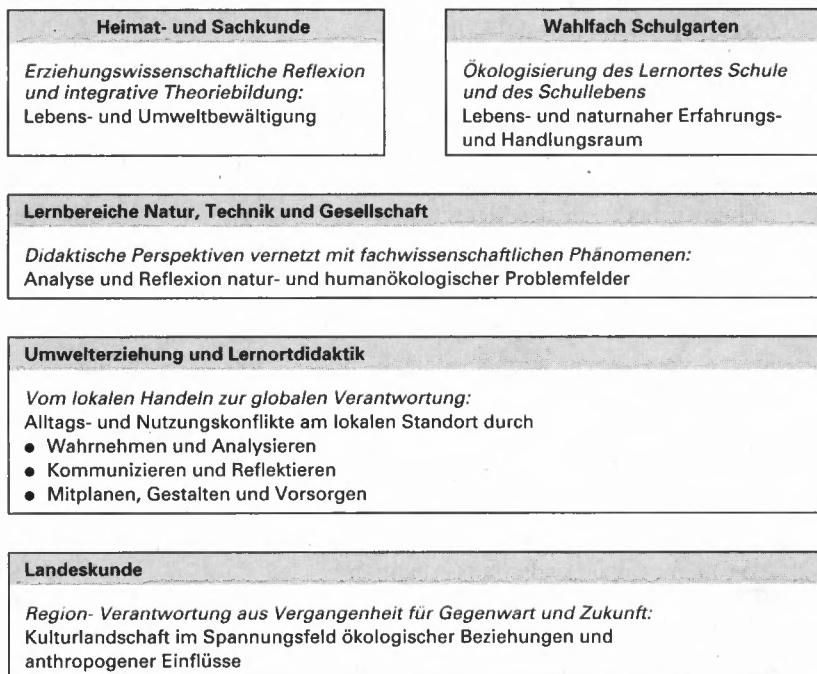 Heimat- und Sachkunde
Erziehungswissenschaftliche Reflexion
und integrative Theoriebildung:
Lebens- und Umweltbewältigung
Wahlfach Schulgarten
Ökologisierung des Lernortes Schule
und des Schullebens
Lebens- und naturnaher Erfahrungs-
und Handlungsraum
Lernbereiche Natur, Technik und Gesellschaft
Didaktische Perspektiven vernetzt mit fachwissenschaftlichen Phänomenen:
Analyse und Reflexion natur- und humanökologischer Problemfelder
Umwelterziehung und Lernortdidaktik
Vom lokalen Handeln zur globalen Verantwortung:
Alltags- und Nutzungskonflikte am lokalen Standort durch
● Wahrnehmen und Analysieren
● Kommunizieren und Reflektieren
● Mitplanen, Gestalten und Vorsorgen
Landeskunde
Region- Verantwortung aus Vergangenheit für Gegenwart und Zukunft:
Kulturlandschaft im Spannungsfeld ökologischer Beziehungen und
anthropogener Einflüsse